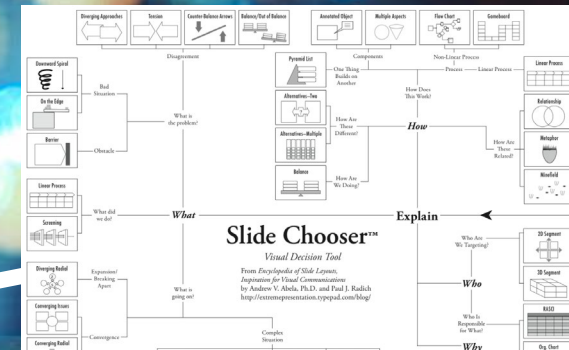 Diverging Approaches
Tension
Counter-Balance Arrows
Balance/Out of Balance
Annotated Object
Multiple Aspects
Flow Chart
Gameboard
Disagreement
Components
Non-Linear Process
Downward Spiral
Bad
Situation
On the Edge
Barrier
Obstacle
What is
the problem?
Pyramid List
One Thing
Builds on
Another
Process
Linear Process
Linear Process
How Does
This Work?
Alternatives–Two
How Are
These
Different?
Alternatives–Multiple
How
Relationship
Metaphor
How Are
These
Related?
Minefield
Balance
How Are
We Doing?
Linear Process
What did
we do?
Screening
What
Explain
Slide Chooser™
Visual Decision Tool
From Encyclopedia of Slide Layouts,
Inspiration for Visual Communications
by Andrew V. Abela, Ph.D. and Paul J. Radich
http://extremepresentation.typepad.com/blog/
Who Are
We Targeting?
2D Segment
3D Segment
Who
Who Is
Responsible
for What?
RASCI
Org. Chart
Why
Diverging Radial
Expansion/
Breaking
Apart
What is
going on?
Converging Issues
Convergence
Converging Radial
Complex
Situation